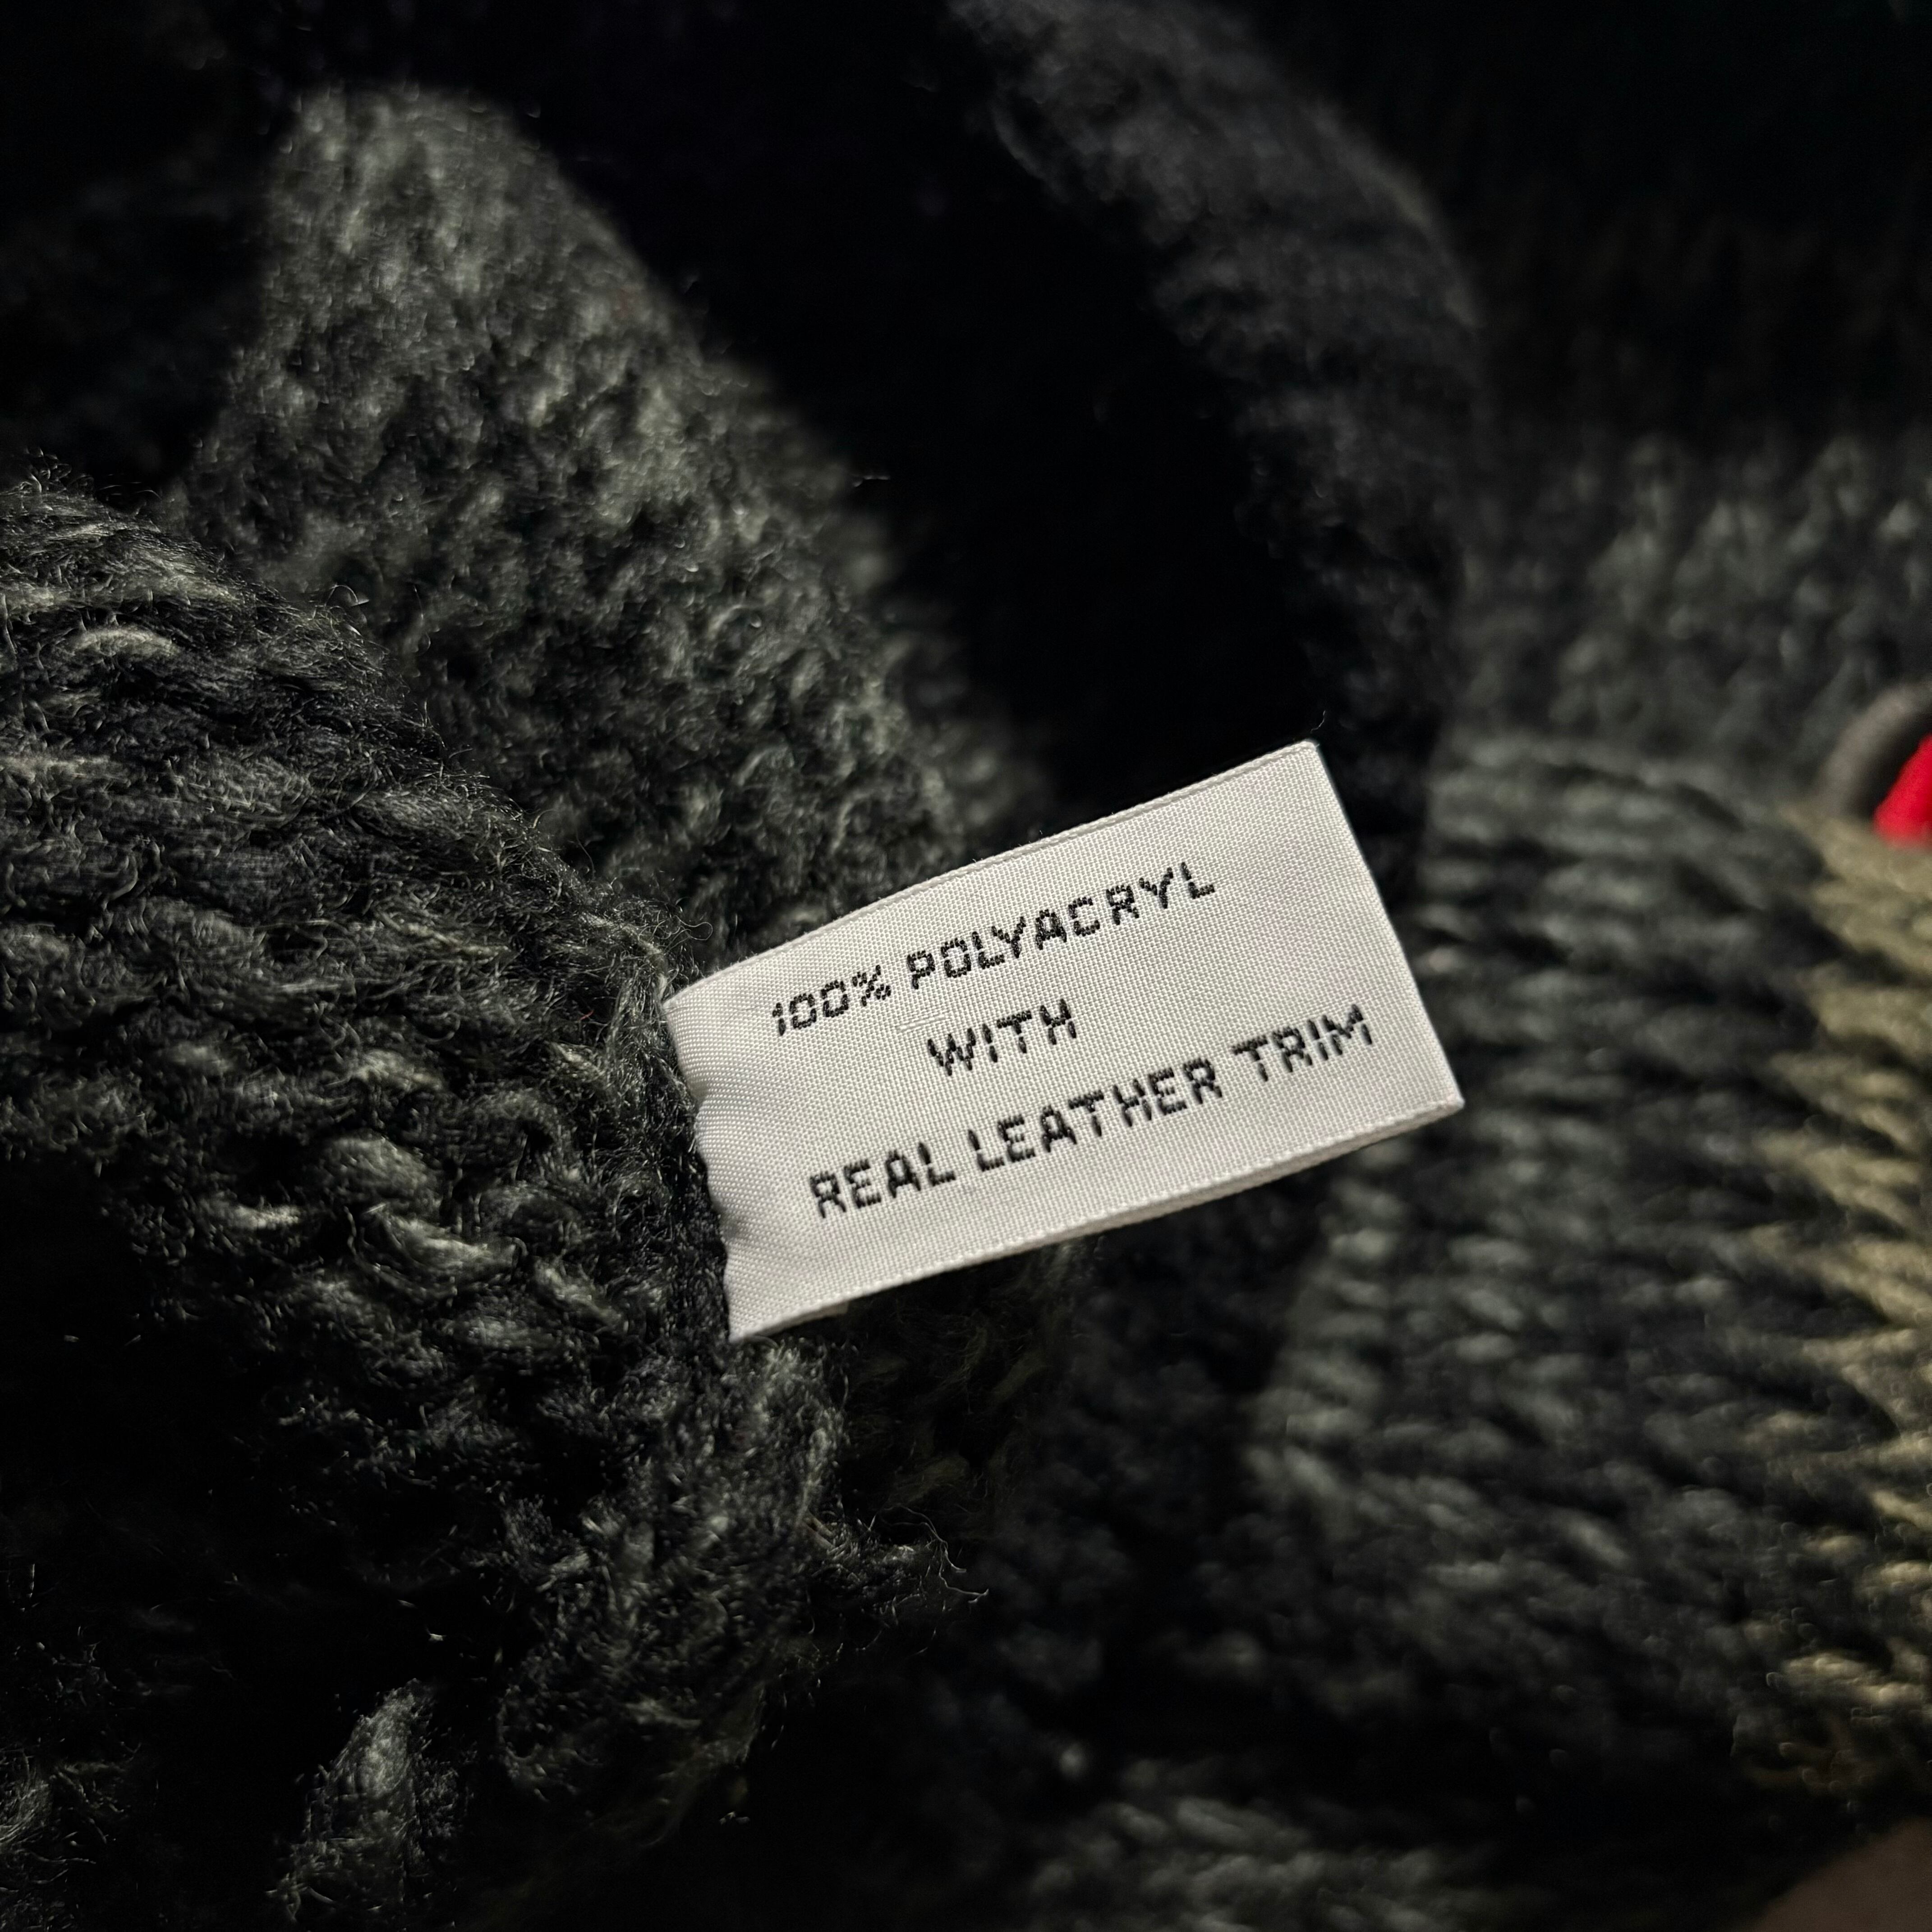 100% POLYACRYL
WITH
REAL LEATHER TRIM